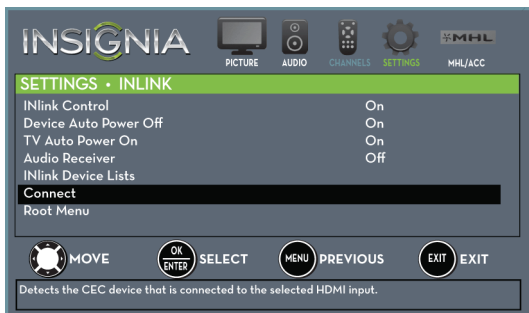 INSIGNIA
PICTURE AUDIO CHANNELS SETTINGS MHL MHL/ACC
SETTINGS • INLINK
INlink Control On
Device Auto Power Off On
TV Auto Power On On
Audio Receiver Off
INlink Device Lists
Connect
Root Menu
MOVE OK ENTER SELECT MENU PREVIOUS EXIT EXIT
Detects the CEC device that is connected to the selected HDMI input.